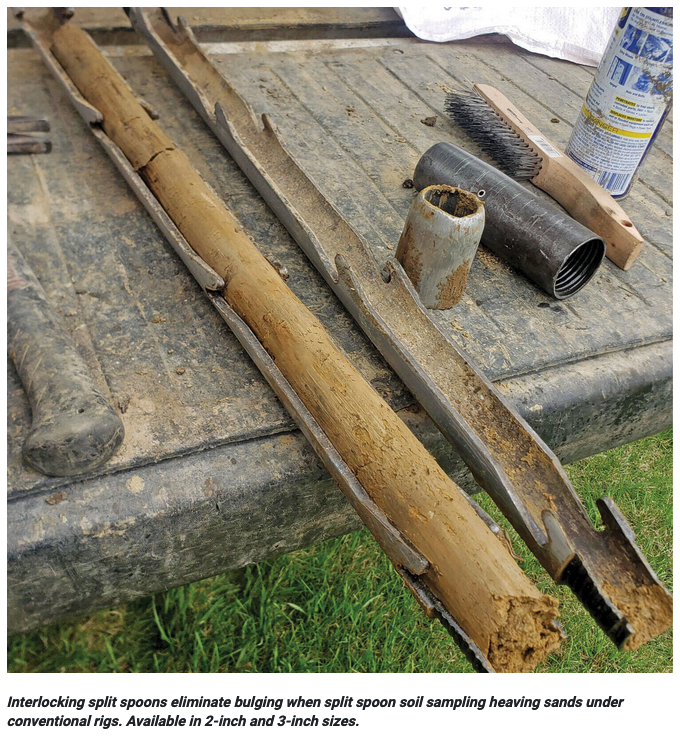 DANGER
Interlocking split spoons eliminate bulging when split spoon soil sampling heaving sands under
conventional rigs. Available in 2-inch and 3-inch sizes.